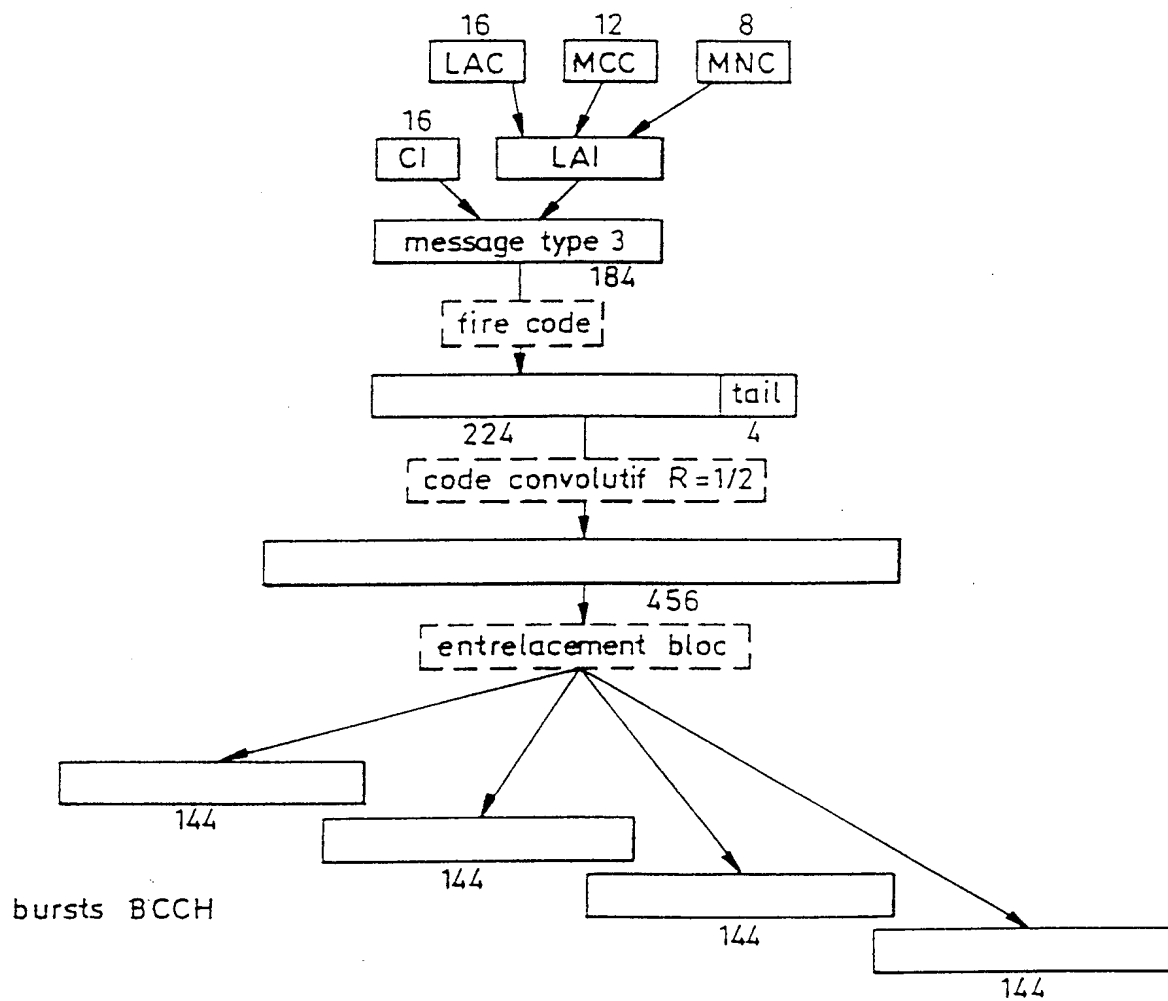 16 12 8
LAC MCC MNC
16
CI LAI
message type 3
184
fire code
tail
224 4
code convolutif R=1/2
456
entrelacement bloc
144
144
bursts BCCH
144
144